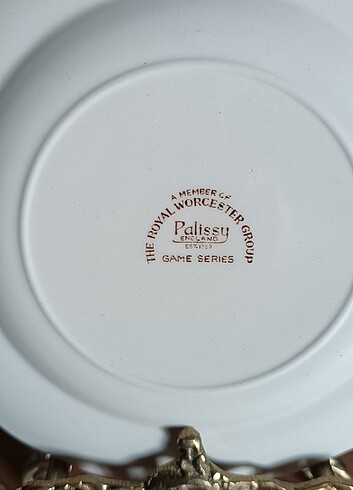 A MEMBER OF
THE ROYAL WORCESTER GROUP
Palissy
ENGLAND
GAME SERIES